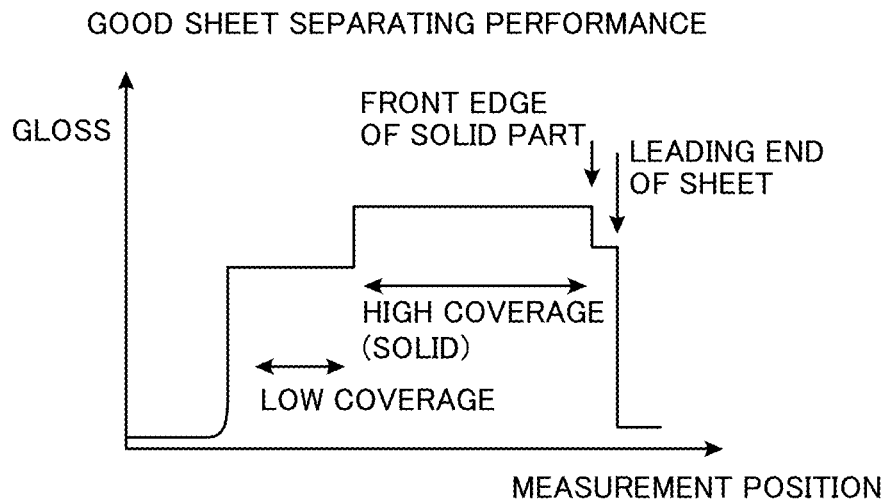 GOOD SHEET SEPARATING PERFORMANCE
GLOSS
FRONT EDGE
OF SOLID PART
LEADING END
OF SHEET
HIGH COVERAGE
(SOLID)
LOW COVERAGE
MEASUREMENT POSITION